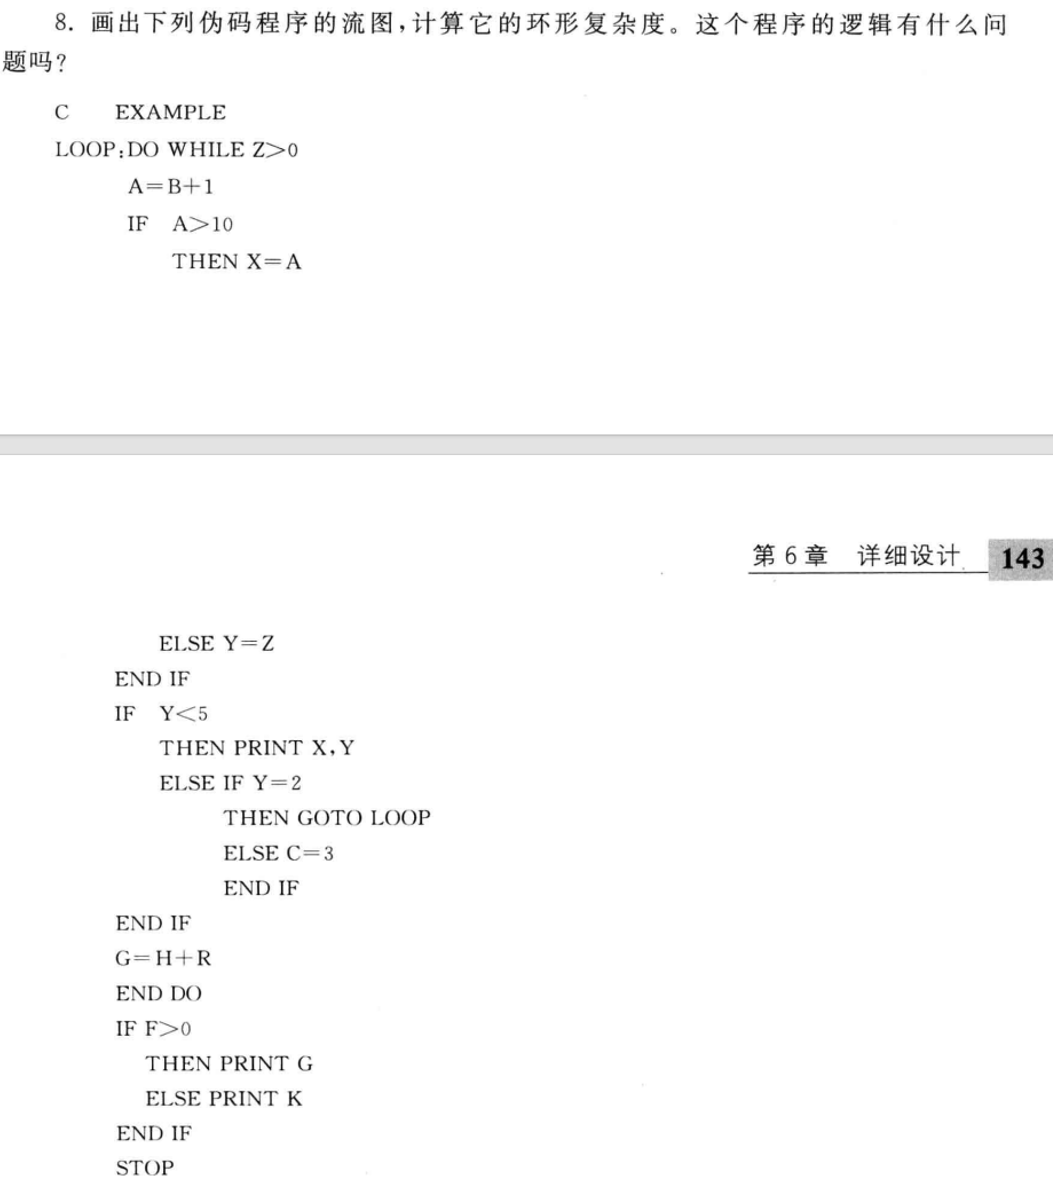 8. 画出下列伪码程序的流图,计算它的环形复杂度。这个程序的逻辑有什么问
题吗?
C EXAMPLE
LOOP:DO WHILE Z>0
A=B+1
IF A>10
THEN X=A
第 6 章 详细设计 143
ELSE Y=Z
END IF
IF Y<5
THEN PRINT X,Y
ELSE IF Y=2
THEN GOTO LOOP
ELSE C=3
END IF
END IF
G=H+R
END DO
IF F>0
THEN PRINT G
ELSE PRINT K
END IF
STOP